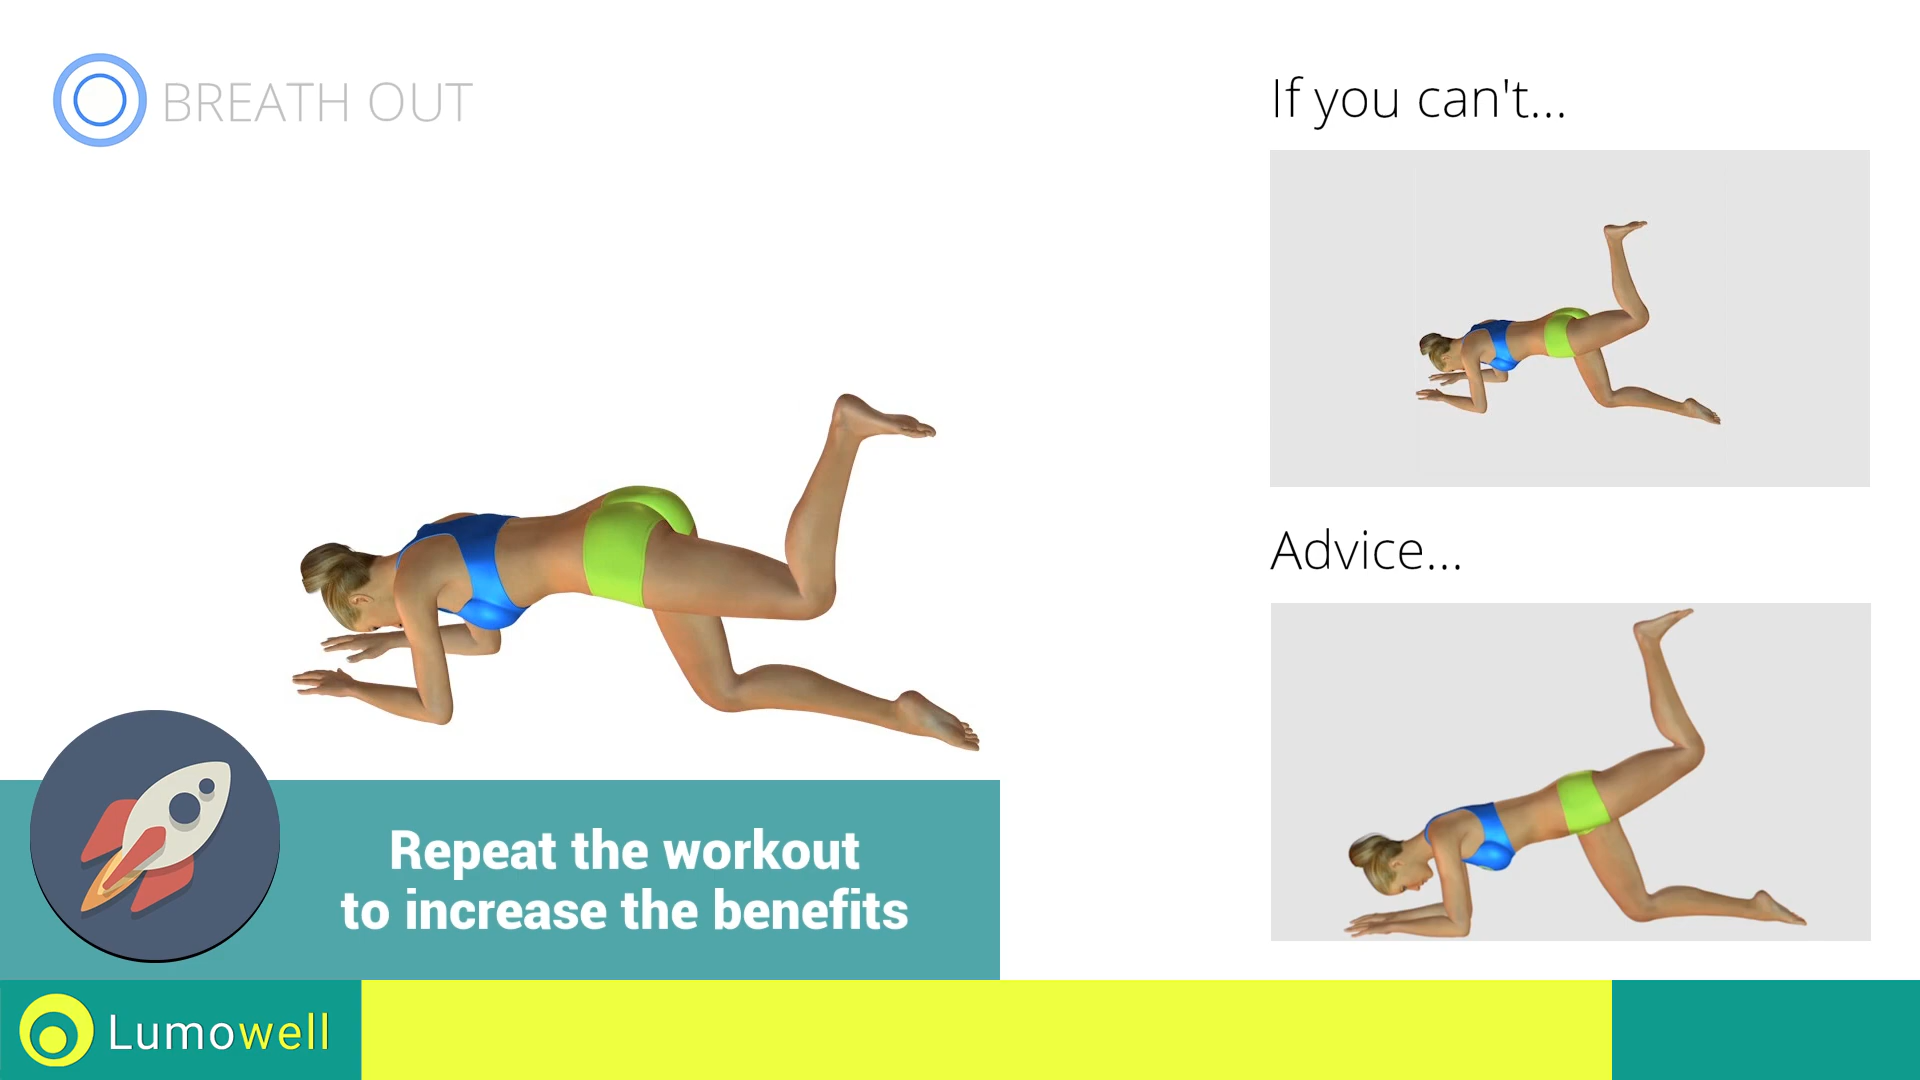 BREATH OUT
If you can't...
Advice...
Repeat the workout
to increase the benefits
Lumowell